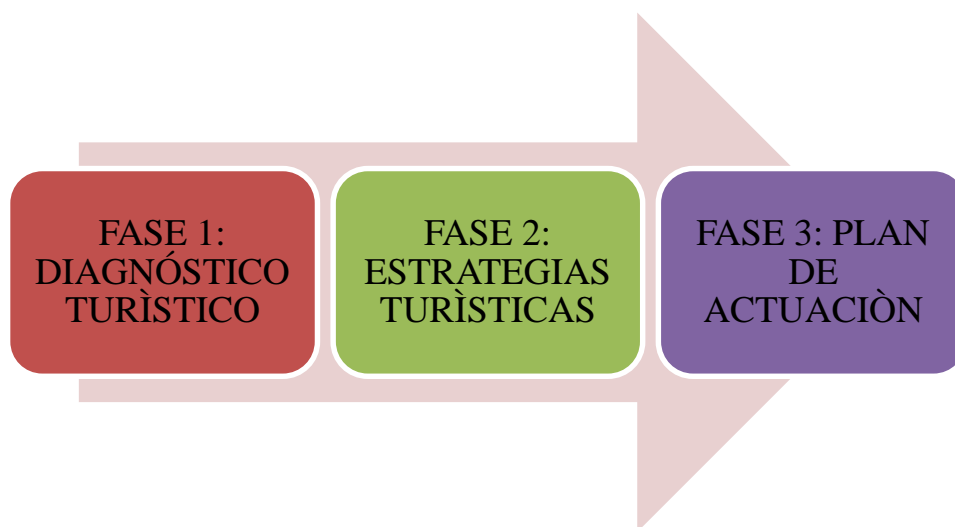 FASE 1:
DIAGNÓSTICO
TURÌSTICO
FASE 2:
ESTRATEGIAS
TURÌSTICAS
FASE 3: PLAN
DE
ACTUACIÒN